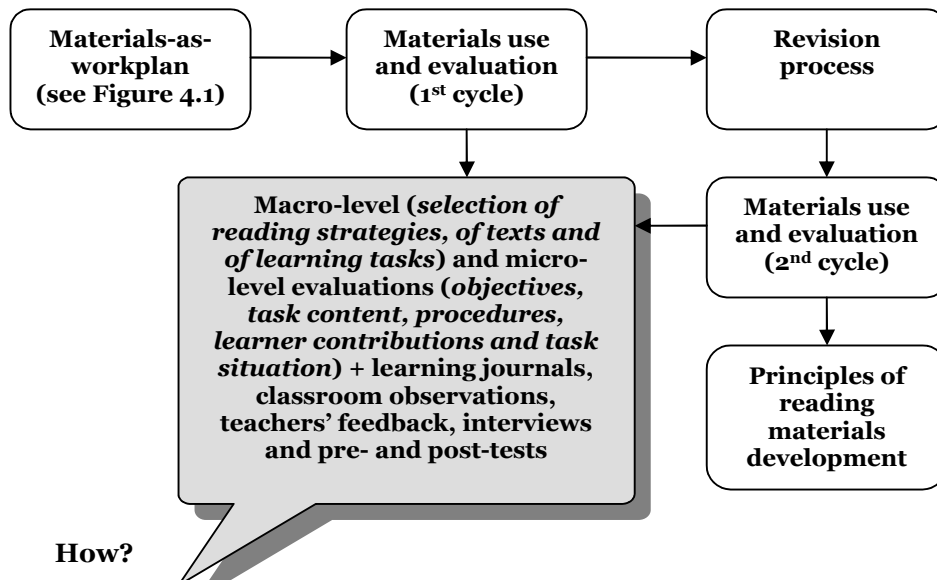 Materials-as-
workplan
(see Figure 4.1)
Materials use
and evaluation
(1st cycle)
Revision
process
Macro-level (selection of
reading strategies, of texts and
of learning tasks) and micro-
level evaluations (objectives,
task content, procedures,
learner contributions and task
situation) + learning journals,
classroom observations,
teachers’ feedback, interviews
and pre- and post-tests
Materials use
and evaluation
(2nd cycle)
Principles of
reading
materials
development
How?